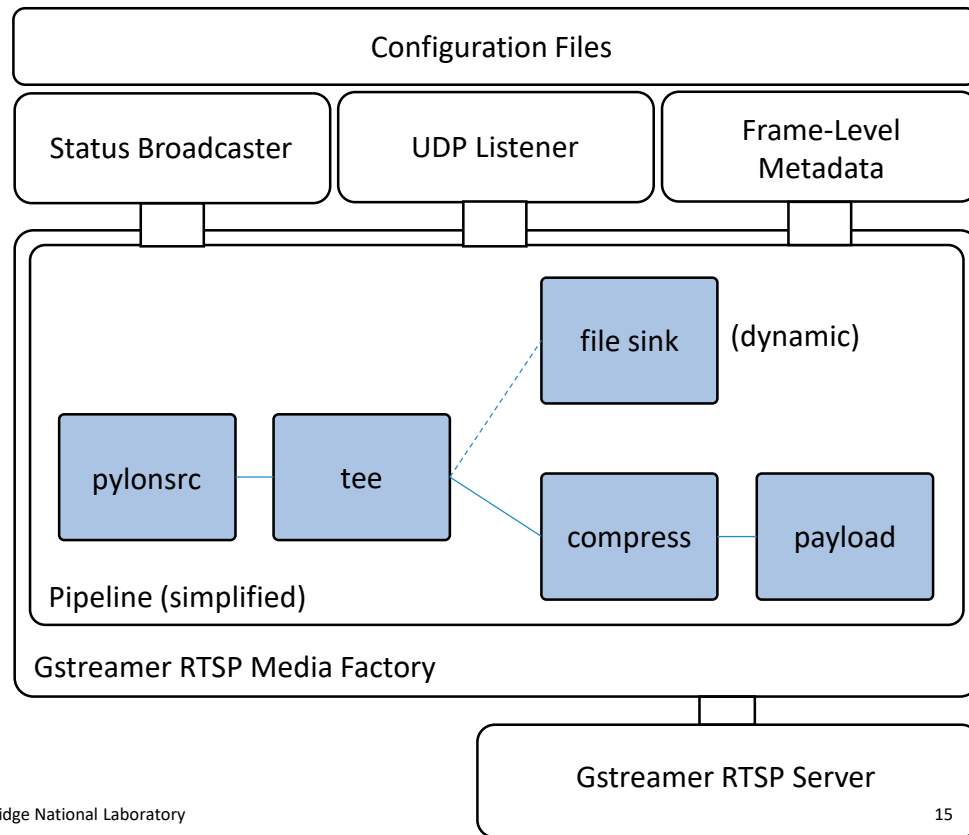 Configuration Files
Status Broadcaster
UDP Listener
Frame-Level
Metadata
file sink
(dynamic)
pylonsrc
tee
compress
payload
Pipeline (simplified)
Gstreamer RTSP Media Factory
Gstreamer RTSP Server
idge National Laboratory
15